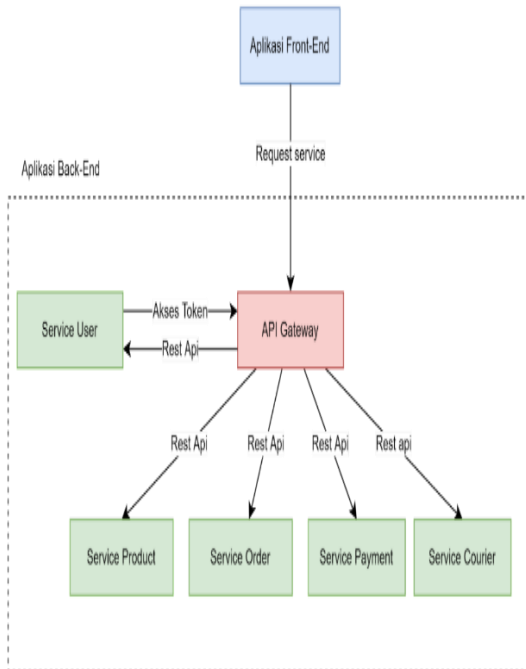 Aplikasi Front-End
Request service
Aplikasi Back-End
Service User
Akses Token
Rest Api
API Gateway
Rest Api
Rest Api
Rest Api
Rest api
Service Product
Service Order
Service Payment
Service Courier